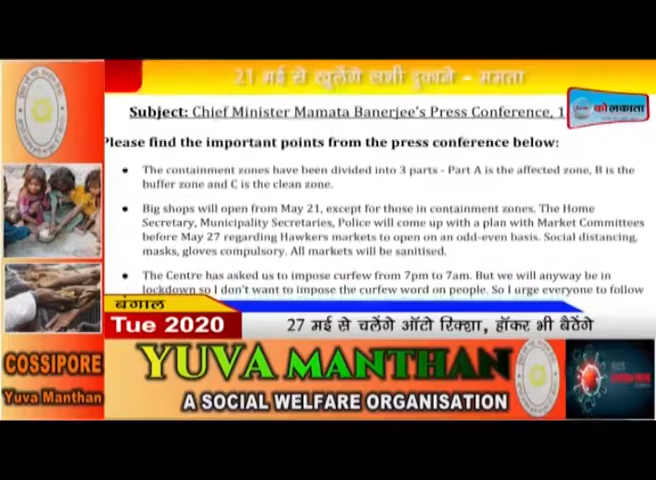 21 मई से खुलेंगे सभी दुकाने - ममता
कोलकाता
Subject: Chief Minister Mamata Banerjee's Press Conference, 1
Please find the important points from the press conference below:
• The containment zones have been divided into 3 parts - Part A is the affected zone, B is the
buffer zone and C is the clean zone.
• Big shops will open from May 21, except for those in containment zones. The Home
Secretary, Municipality Secretaries, Police will come up with a plan with Market Committees
before May 27 regarding Hawkers markets to open on an odd-even basis. Social distancing,
masks, gloves compulsory. All markets will be sanitised.
• The Centre has asked us to impose curfew from 7pm to 7am. But we will anyway be in
lockdown so I don't want to impose the curfew word on people. So I urge everyone to follow
बंगाल
Tue 2020
27 मई से चलेंगे ऑटो रिक्शा, हॉकर भी बैठेंगे
COSSIPORE
Yuva Manthan
YUVA MANTHAN
A SOCIAL WELFARE ORGANISATION